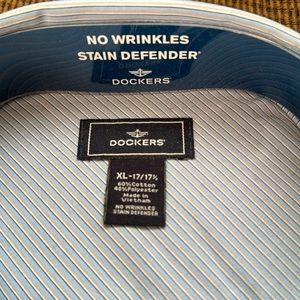 NO WRINKLES
STAIN DEFENDER®
DOCKERS
DOCKERS®
XL-17/17½
60%Cotton
40%Polyester
Made in
Vietnam
NO WRINKLES
STAIN DEFENDER